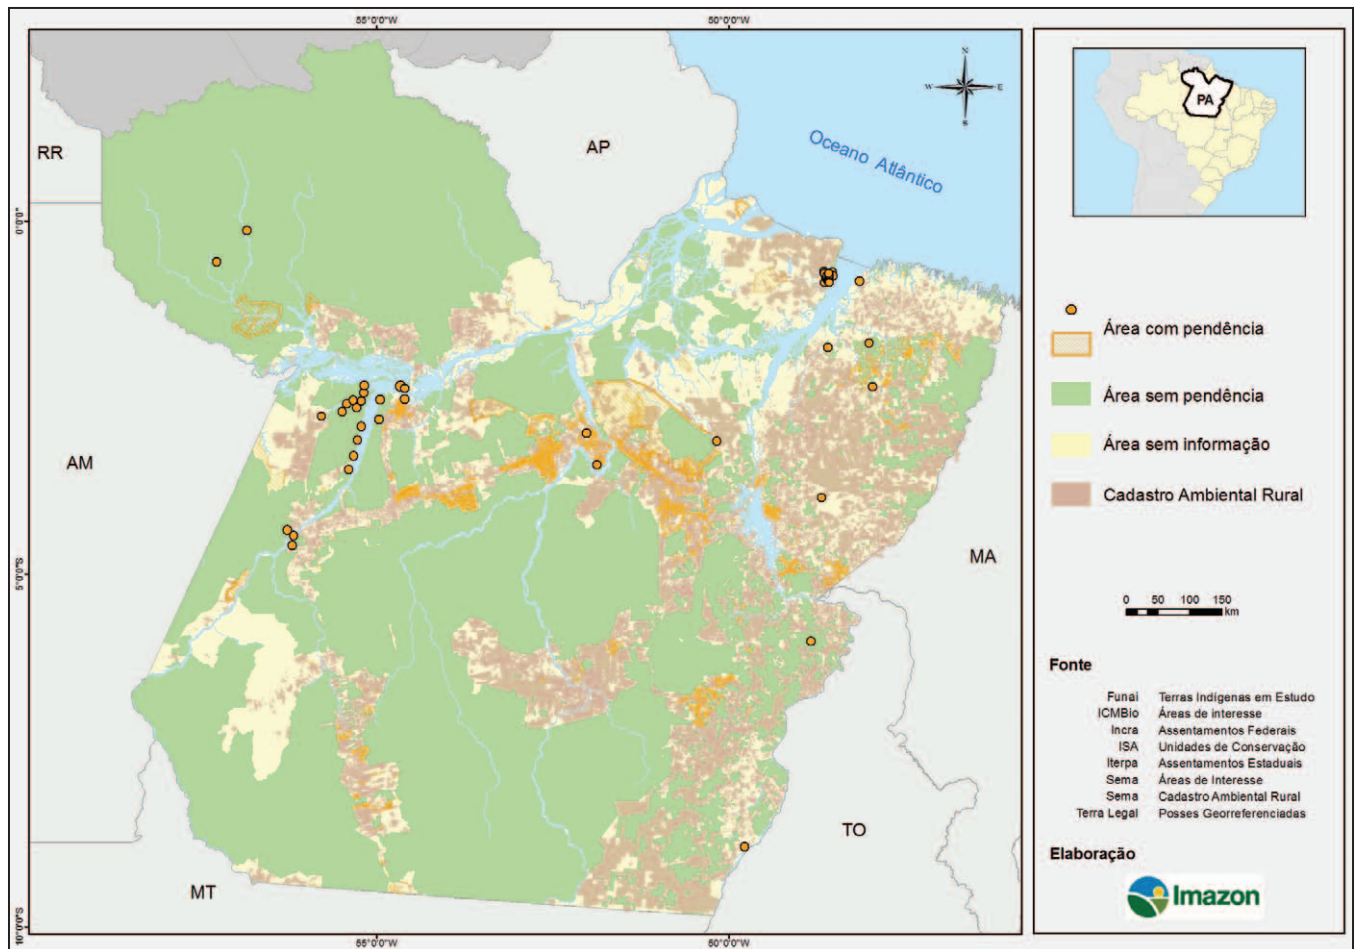 55°0'0"W
50°0'0"W
N
W
E
S
RR
AP
Oceano Atlântico
PA
0°0'0"
Área com pendência
Área sem pendência
Área sem informação
AM
Cadastro Ambiental Rural
MA
5°0'0"S
0 50 100 150
km
Fonte
Funai Terras Indígenas em Estudo
ICMBio Áreas de interesse
Incra Assentamentos Federais
ISA Unidades de Conservação
Iterpa Assentamentos Estaduais
Sema Áreas de Interesse
Sema Cadastro Ambiental Rural
Terra Legal Posses Georreferenciadas
TO
Elaboração
MT
Imazon
10°0'0"S
55°0'0"W
50°0'0"W